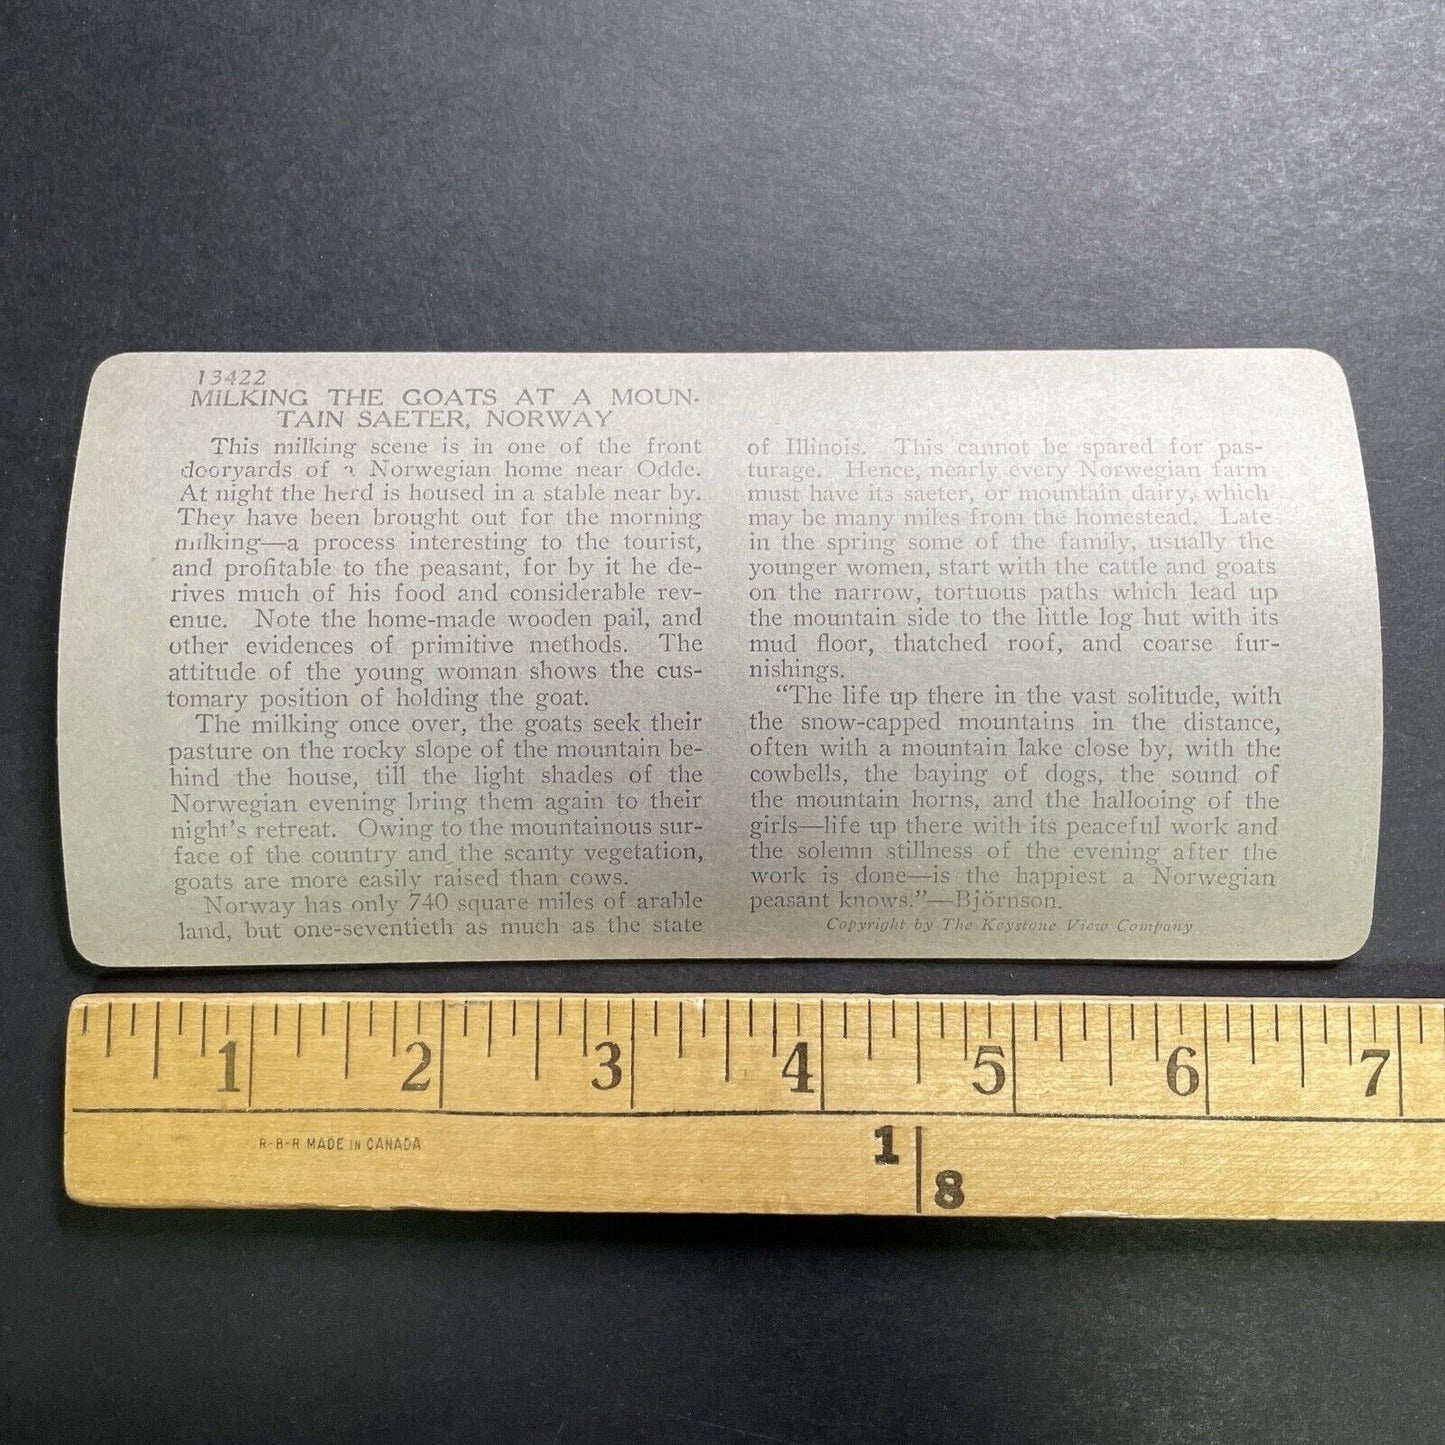 13422
MILKING THE GOATS AT A MOUN-
TAIN SAETER, NORWAY
This milking scene is in one of the front
dooryards of a Norwegian home near Odde.
At night the herd is housed in a stable near by.
They have been brought out for the morning
milking—a process interesting to the tourist,
and profitable to the peasant, for by it he de-
rives much of his food and considerable rev-
enue. Note the home-made wooden pail, and
other evidences of primitive methods. The
attitude of the young woman shows the cus-
tomary position of holding the goat.
The milking once over, the goats seek their
pasture on the rocky slope of the mountain be-
hind the house, till the light shades of the
Norwegian evening bring them again to their
night's retreat. Owing to the mountainous sur-
face of the country and the scanty vegetation,
goats are more easily raised than cows.
Norway has only 740 square miles of arable
land, but one-seventieth as much as the state
of Illinois. This cannot be spared for pas-
turage. Hence, nearly every Norwegian farm
must have its saeter, or mountain dairy, which
may be many miles from the homestead. Late
in the spring some of the family, usually the
younger women, start with the cattle and goats
on the narrow, tortuous paths which lead up
the mountain side to the little log hut with its
mud floor, thatched roof, and coarse fur-
nishings.
“The life up there in the vast solitude, with
the snow-capped mountains in the distance,
often with a mountain lake close by, with the
cowbells, the baying of dogs, the sound of
the mountain horns, and the hallooing of the
girls—life up there with its peaceful work and
the solemn stillness of the evening after the
work is done—is the happiest a Norwegian
peasant knows.”—Björnson.
Copyright by The Keystone View Company
1 2 3 4 5 6 7
R-B-R MADE IN CANADA
1
8